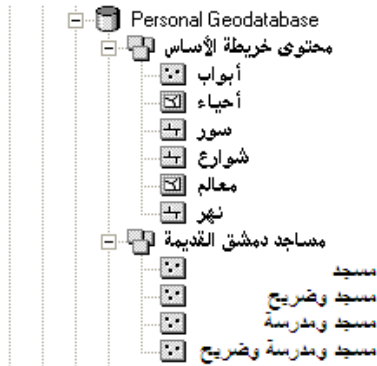 Personal Geodatabase
محتوى خريطة الأساس
أبواب
أحياء
سور
شوارع
معالم
نهر
مساجد دمشق القديمة
مسجد
مسجد وضريح
مسجد ومدرسة
مسجد ومدرسة وضريح